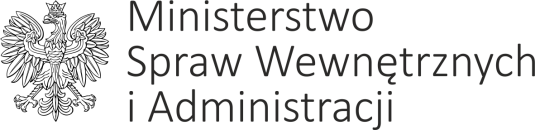 Ministerstwo
Spraw Wewnętrznych
i Administracji